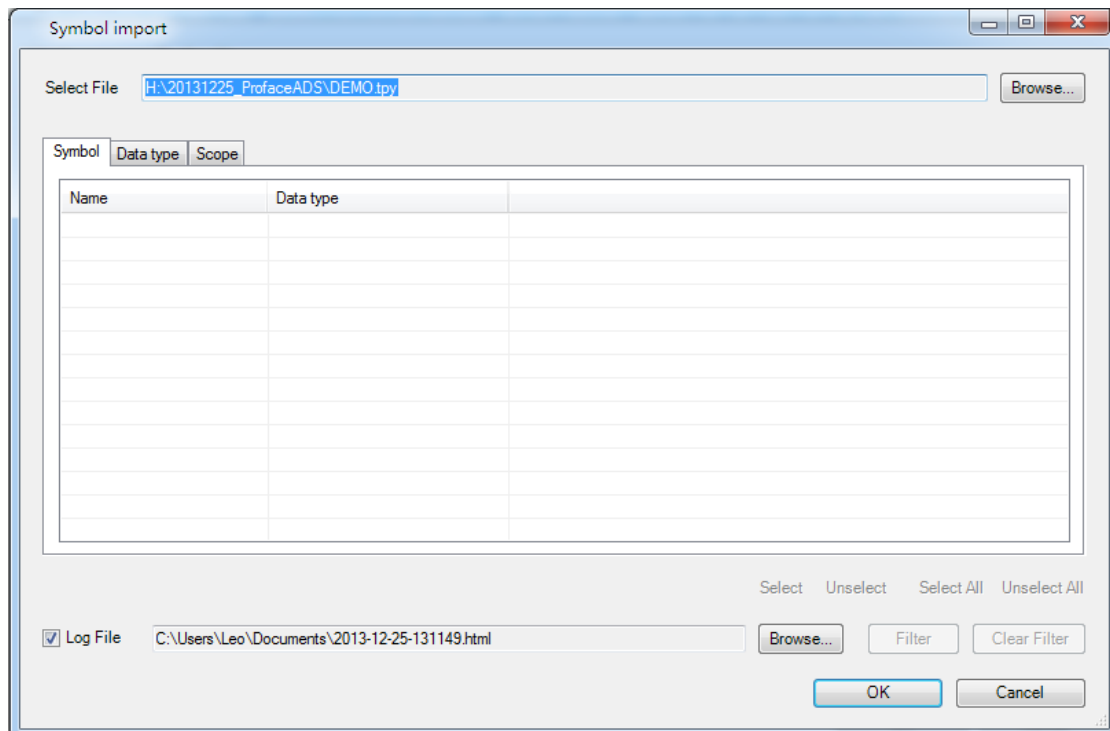 Symbol import
Select File H:\20131225_ProfaceADS\DEMO.tpy Browse...
Symbol Data type Scope
Name Data type
Select Unselect Select All Unselect All
Log File C:\Users\Leo\Documents\2013-12-25-131149.html Browse... Filter Clear Filter
OK Cancel